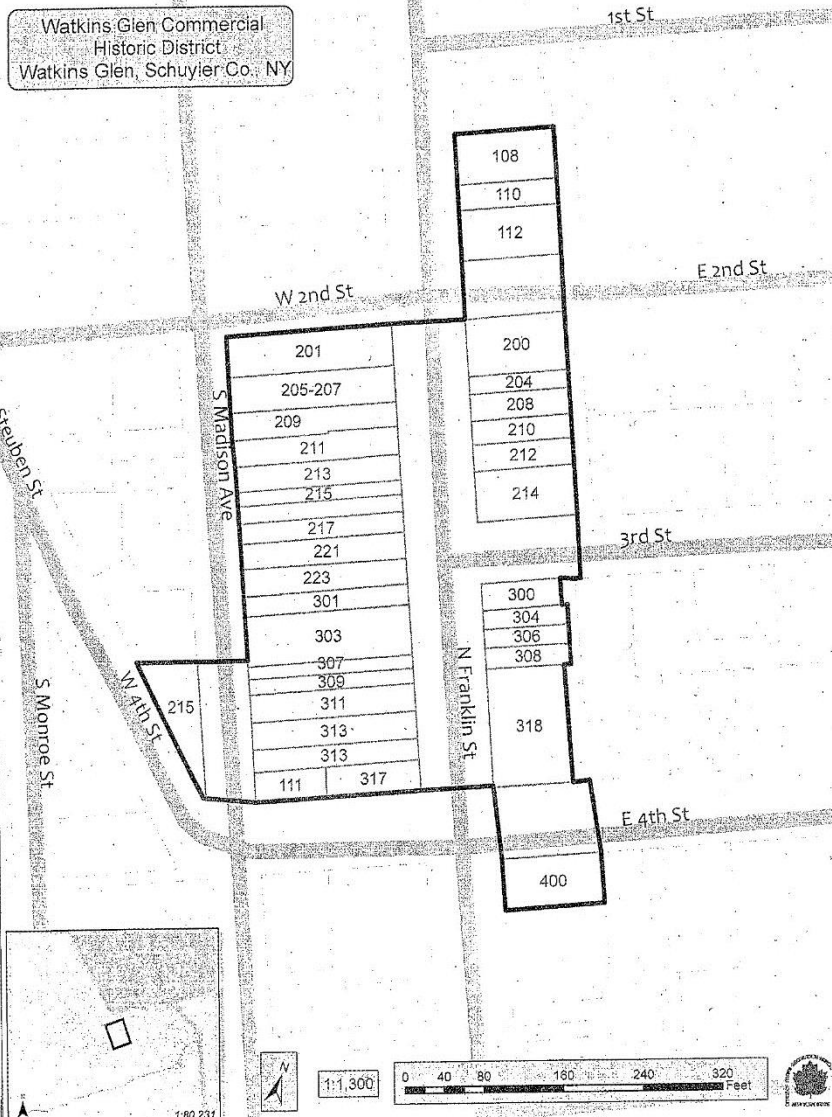 Watkins Glen Commercial
Historic District
Watkins Glen, Schuyler Co., NY
1st St
108
110
112
E 2nd St
W 2nd St
201
205-207
209
211
213
215
217
221
223
301
303
307
309
311
313
313
111
317
200
204
208
210
212
214
3rd St
300
304
306
308
318
E 4th St
400
S Madison Ave
Steuben St
S Monroe St
W 4th St
215
N Franklin St
N
1:1,300
0 40 80 160 240 320
Feet
1:80,231